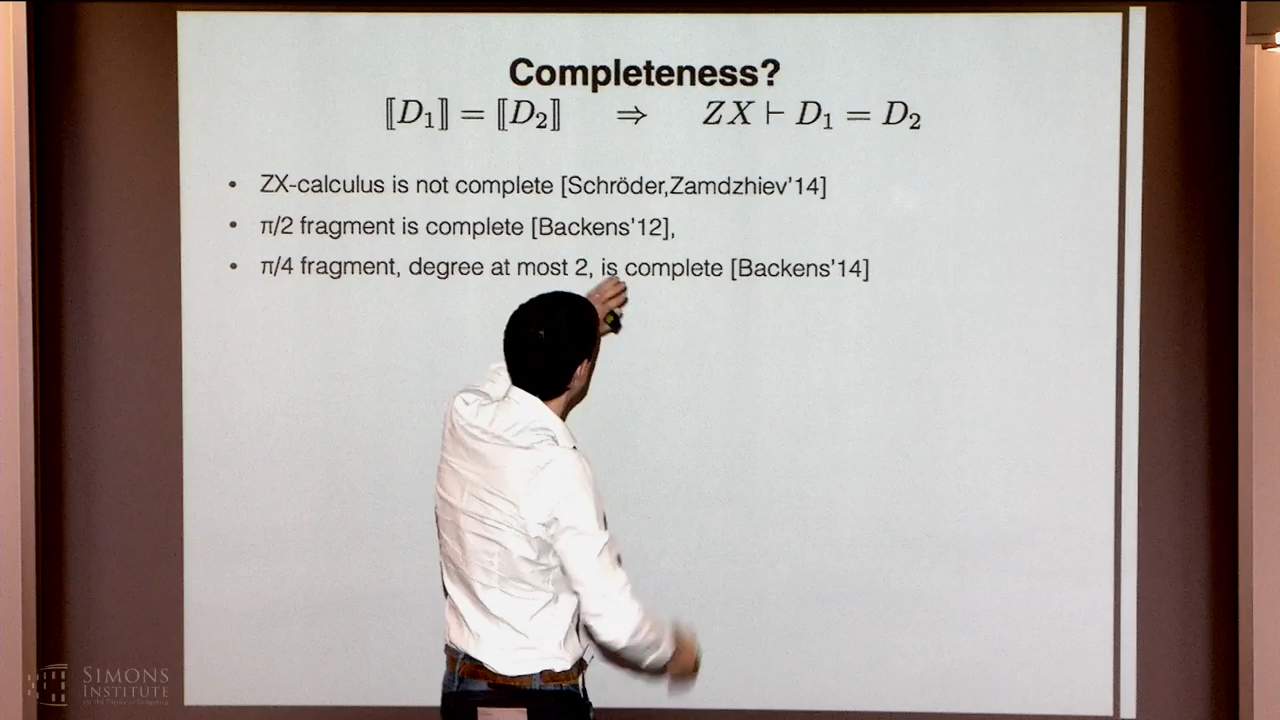 Completeness?
⟦D₁⟧ = ⟦D₂⟧ ⇒ ZX ⊢ D₁ = D₂
• ZX-calculus is not complete [Schröder,Zamdzhiev'14]
• π/2 fragment is complete [Backens'12],
• π/4 fragment, degree at most 2, is complete [Backens'14]
SIMONS
INSTITUTE